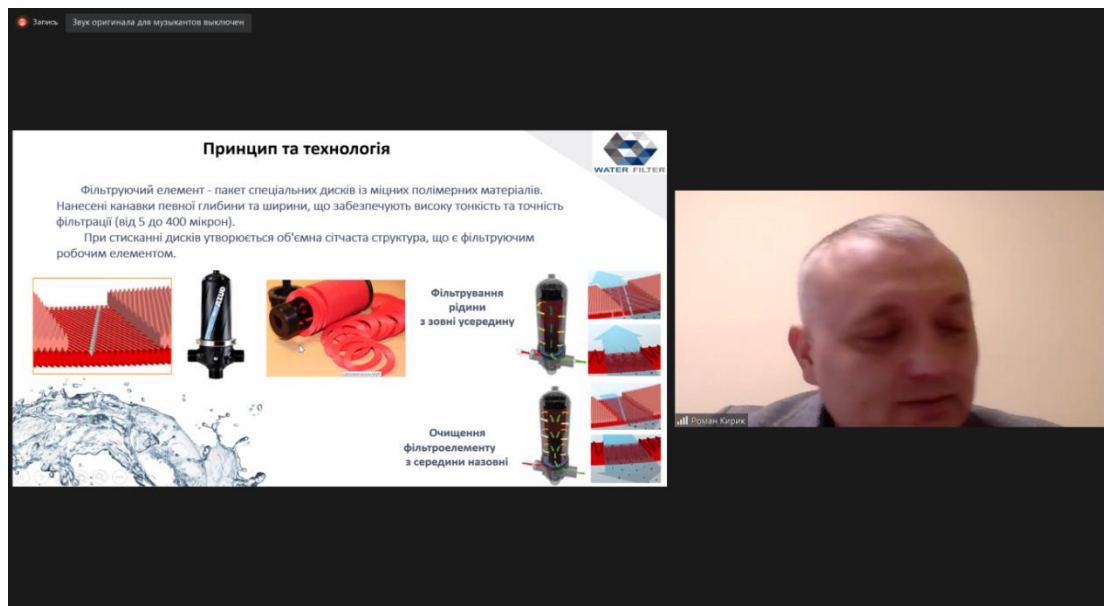 Запись
Звук оригинала для музыкантов выключен
Принцип та технологія
WATER FILTER
Фільтруючий елемент - пакет спеціальних дисків із міцних полімерних матеріалів.
Нанесені канавки певної глибини та ширини, що забезпечують високу тонкість та точність
фільтрації (від 5 до 400 мікрон).
При стисканні дисків утворюється об'ємна сітчаста структура, що є фільтруючим
робочим елементом.
AZUD
Фільтрування
рідини
з зовні усередину
Очищення
фільтроелементу
з середини назовні
Роман Кирик